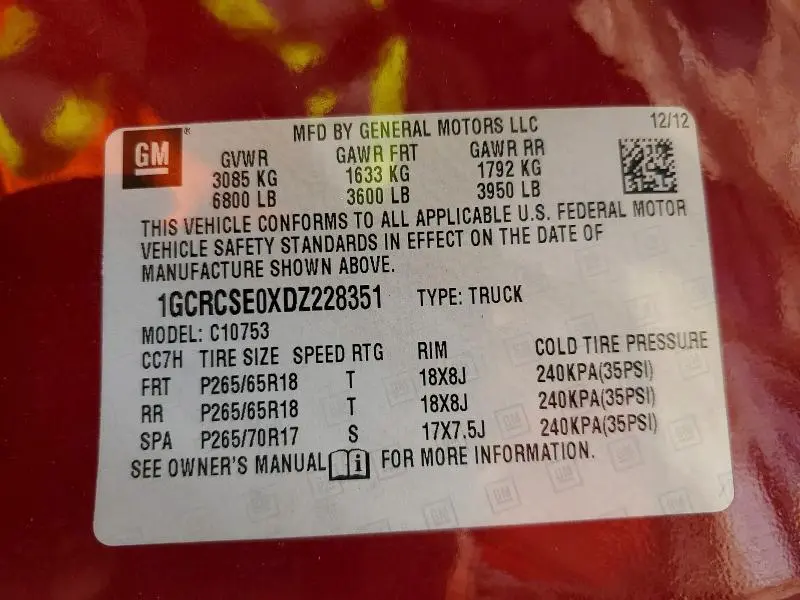 GM® MFD BY GENERAL MOTORS LLC 12/12
GVWR GAWR FRT GAWR RR
3085 KG 1633 KG 1792 KG
6800 LB 3600 LB 3950 LB
THIS VEHICLE CONFORMS TO ALL APPLICABLE U.S. FEDERAL MOTOR
VEHICLE SAFETY STANDARDS IN EFFECT ON THE DATE OF
MANUFACTURE SHOWN ABOVE.
1GCRCSE0XDZ228351 TYPE: TRUCK
MODEL: C10753
CC7H TIRE SIZE SPEED RTG RIM COLD TIRE PRESSURE
FRT P265/65R18 T 18X8J 240KPA(35PSI)
RR P265/65R18 T 18X8J 240KPA(35PSI)
SPA P265/70R17 S 17X7.5J 240KPA(35PSI)
SEE OWNER'S MANUAL i FOR MORE INFORMATION.